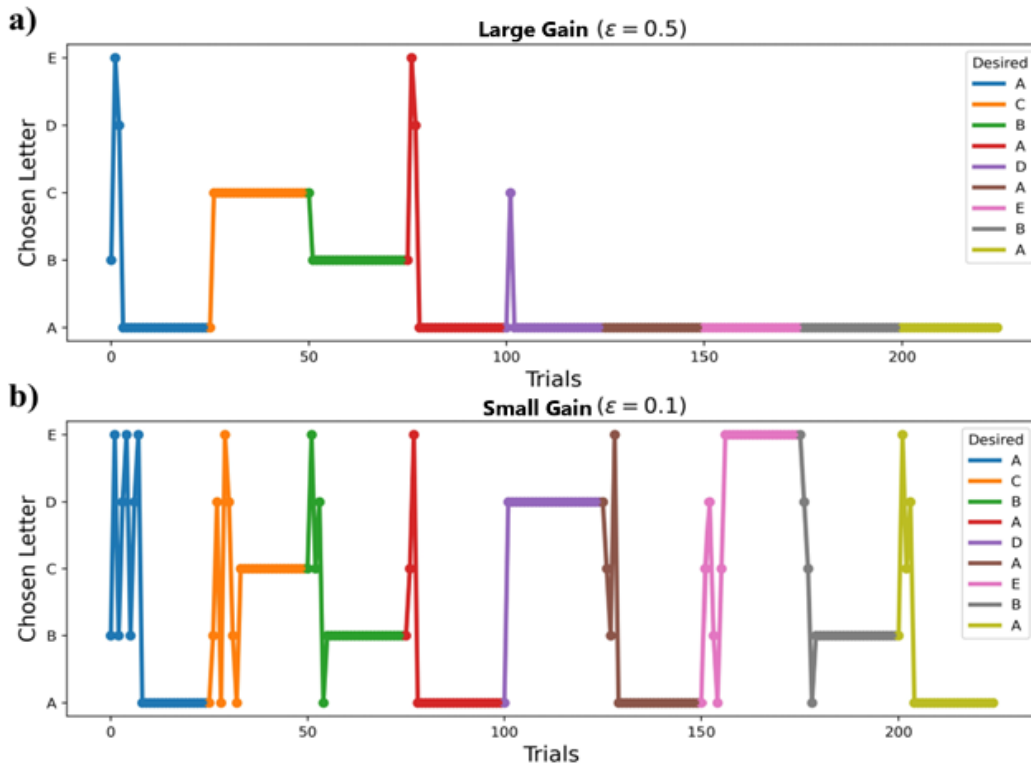 a)
Large Gain (ε = 0.5)
E
D
C
B
A
Chosen Letter
0
50
100
150
200
Trials
Desired
A
C
B
A
D
A
E
B
A
b)
Small Gain (ε = 0.1)
E
D
C
B
A
Chosen Letter
0
50
100
150
200
Trials
Desired
A
C
B
A
D
A
E
B
A